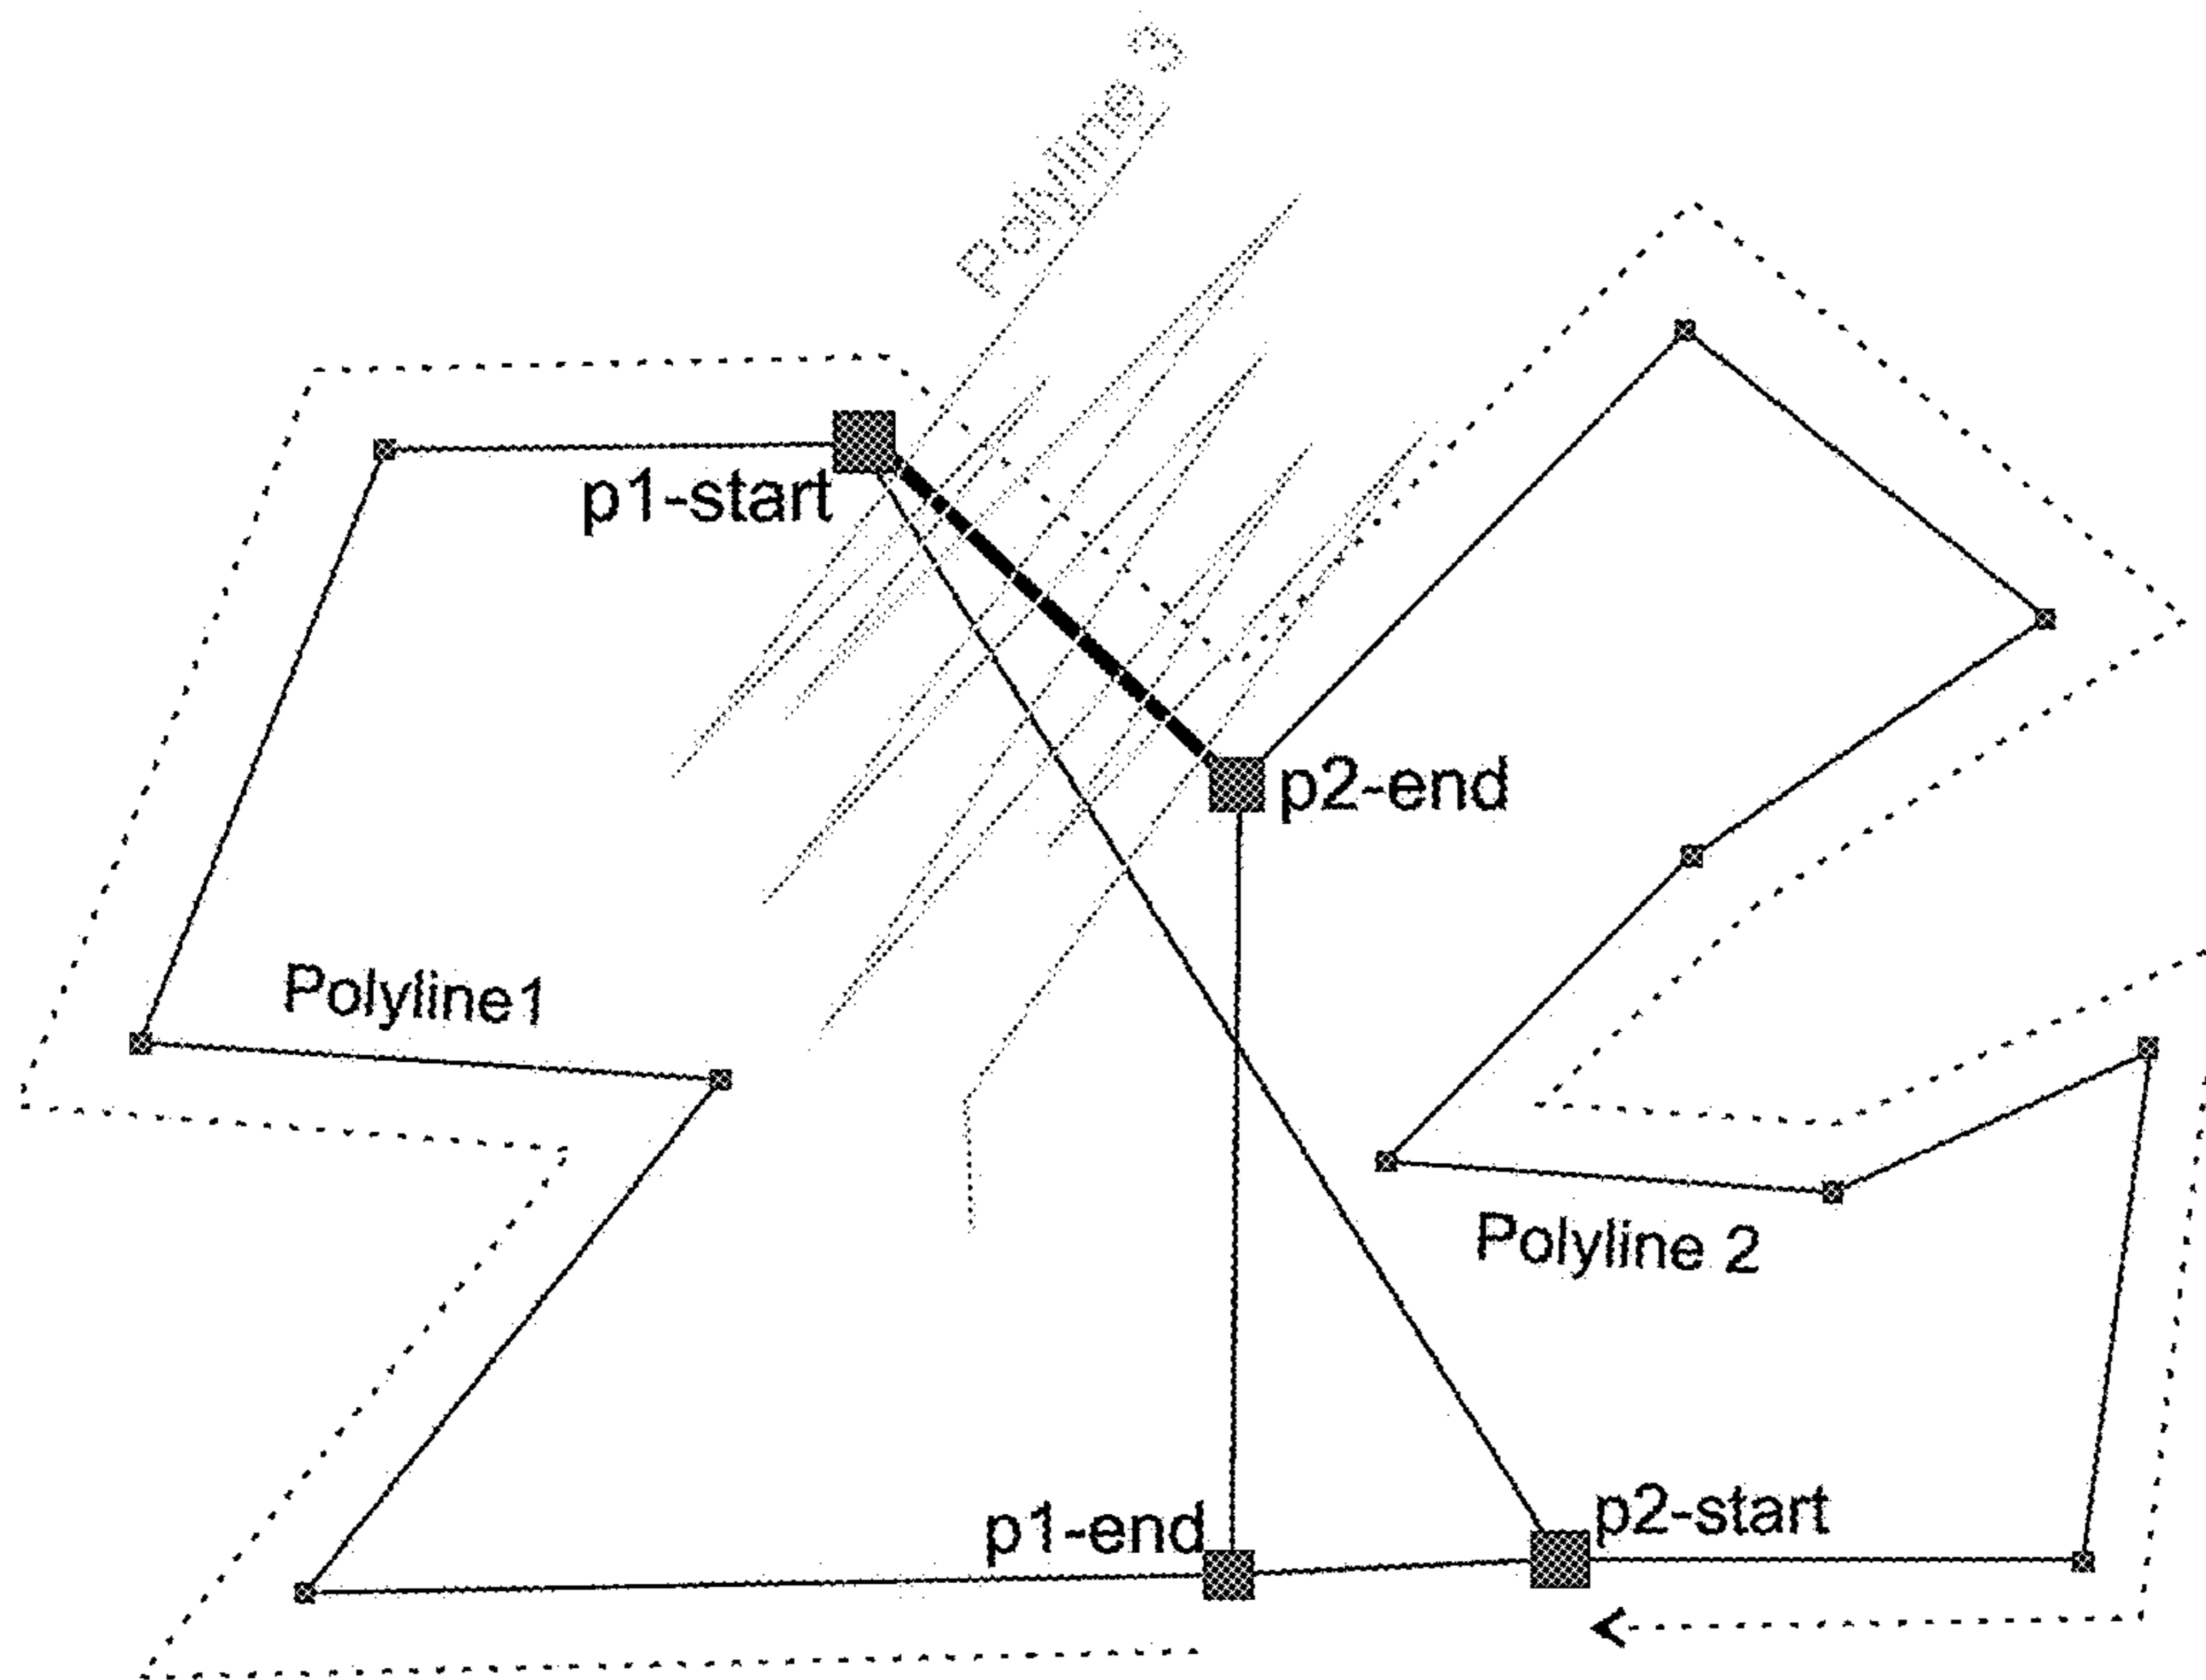 Polyline 3
p1-start
p2-end
Polyline1
Polyline 2
p1-end
p2-start